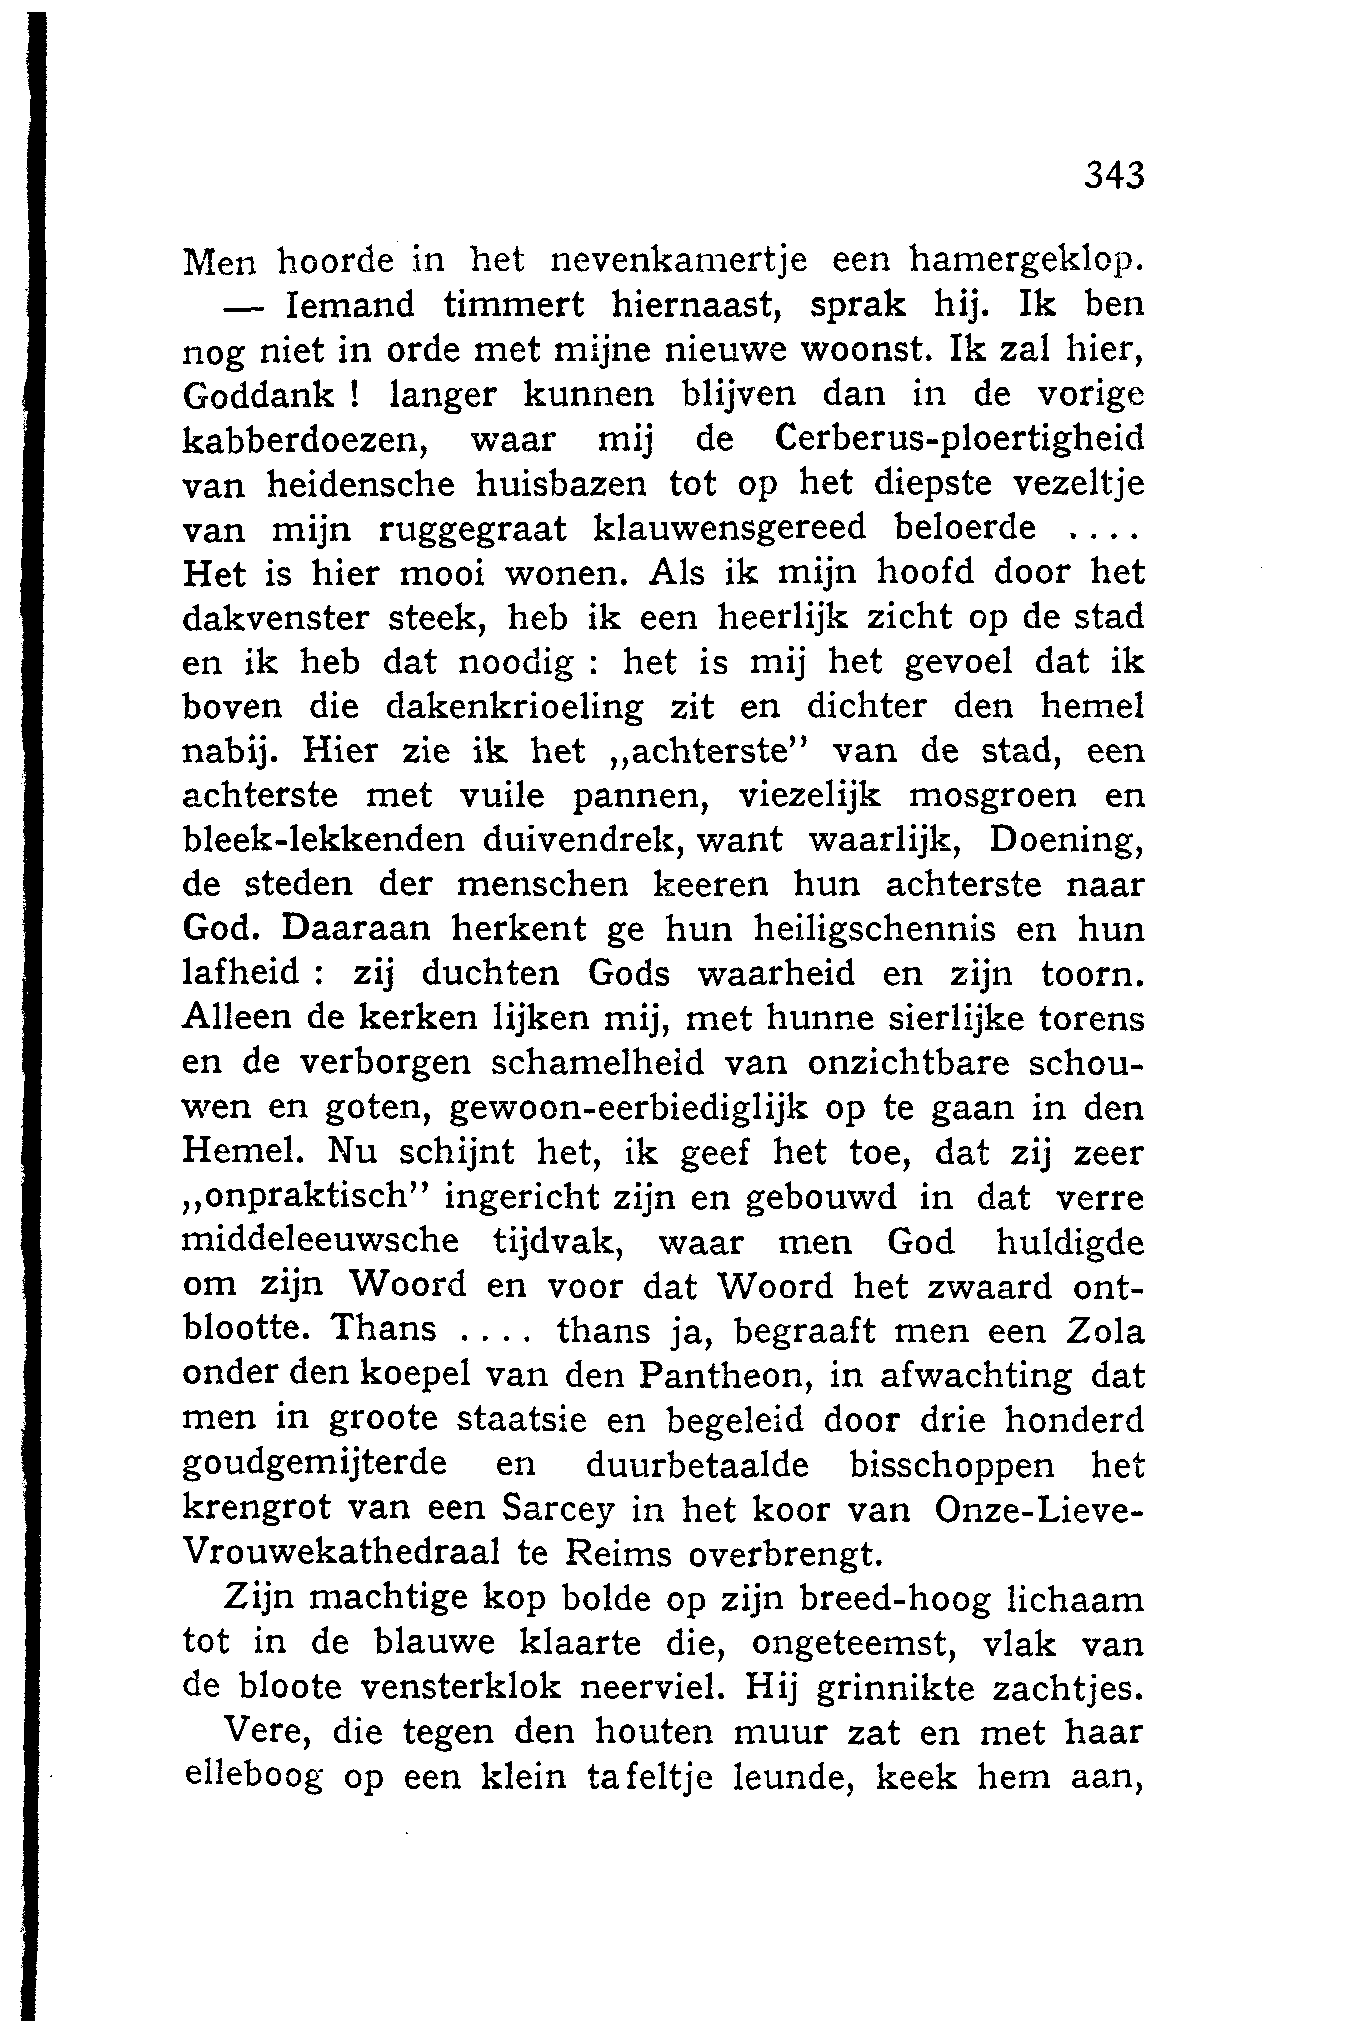 343
Men hoorde in het nevenkamertje een hamergeklop.
— Iemand timmert hiernaast, sprak hij. Ik ben
nog niet in orde met mijne nieuwe woonst. Ik zal hier,
Goddank ! langer kunnen blijven dan in de vorige
kabberdoezen, waar mij de Cerberus-ploertigheid
van heidensche huisbazen tot op het diepste vezeltje
van mijn ruggegraat klauwensgereed beloerde ....
Het is hier mooi wonen. Als ik mijn hoofd door het
dakvenster steek, heb ik een heerlijk zicht op de stad
en ik heb dat noodig : het is mij het gevoel dat ik
boven die dakenkrioeling zit en dichter den hemel
nabij. Hier zie ik het ,,achterste” van de stad, een
achterste met vuile pannen, viezelijk mosgroen en
bleek-lekkenden duivendrek, want waarlijk, Doening,
de steden der menschen keeren hun achterste naar
God. Daaraan herkent ge hun heiligschennis en hun
lafheid : zij duchten Gods waarheid en zijn toorn.
Alleen de kerken lijken mij, met hunne sierlijke torens
en de verborgen schamelheid van onzichtbare schou-
wen en goten, gewoon-eerbiediglijk op te gaan in den
Hemel. Nu schijnt het, ik geef het toe, dat zij zeer
,,onpraktisch” ingericht zijn en gebouwd in dat verre
middeleeuwsche tijdvak, waar men God huldigde
om zijn Woord en voor dat Woord het zwaard ont-
blootte. Thans .... thans ja, begraaft men een Zola
onder den koepel van den Pantheon, in afwachting dat
men in groote staatsie en begeleid door drie honderd
goudgemijterde en duurbetaalde bisschoppen het
krengrot van een Sarcey in het koor van Onze-Lieve-
Vrouwekathedraal te Reims overbrengt.
Zijn machtige kop bolde op zijn breed-hoog lichaam
tot in de blauwe klaarte die, ongeteemst, vlak van
de bloote vensterklok neerviel. Hij grinnikte zachtjes.
Vere, die tegen den houten muur zat en met haar
elleboog op een klein tafeltje leunde, keek hem aan,